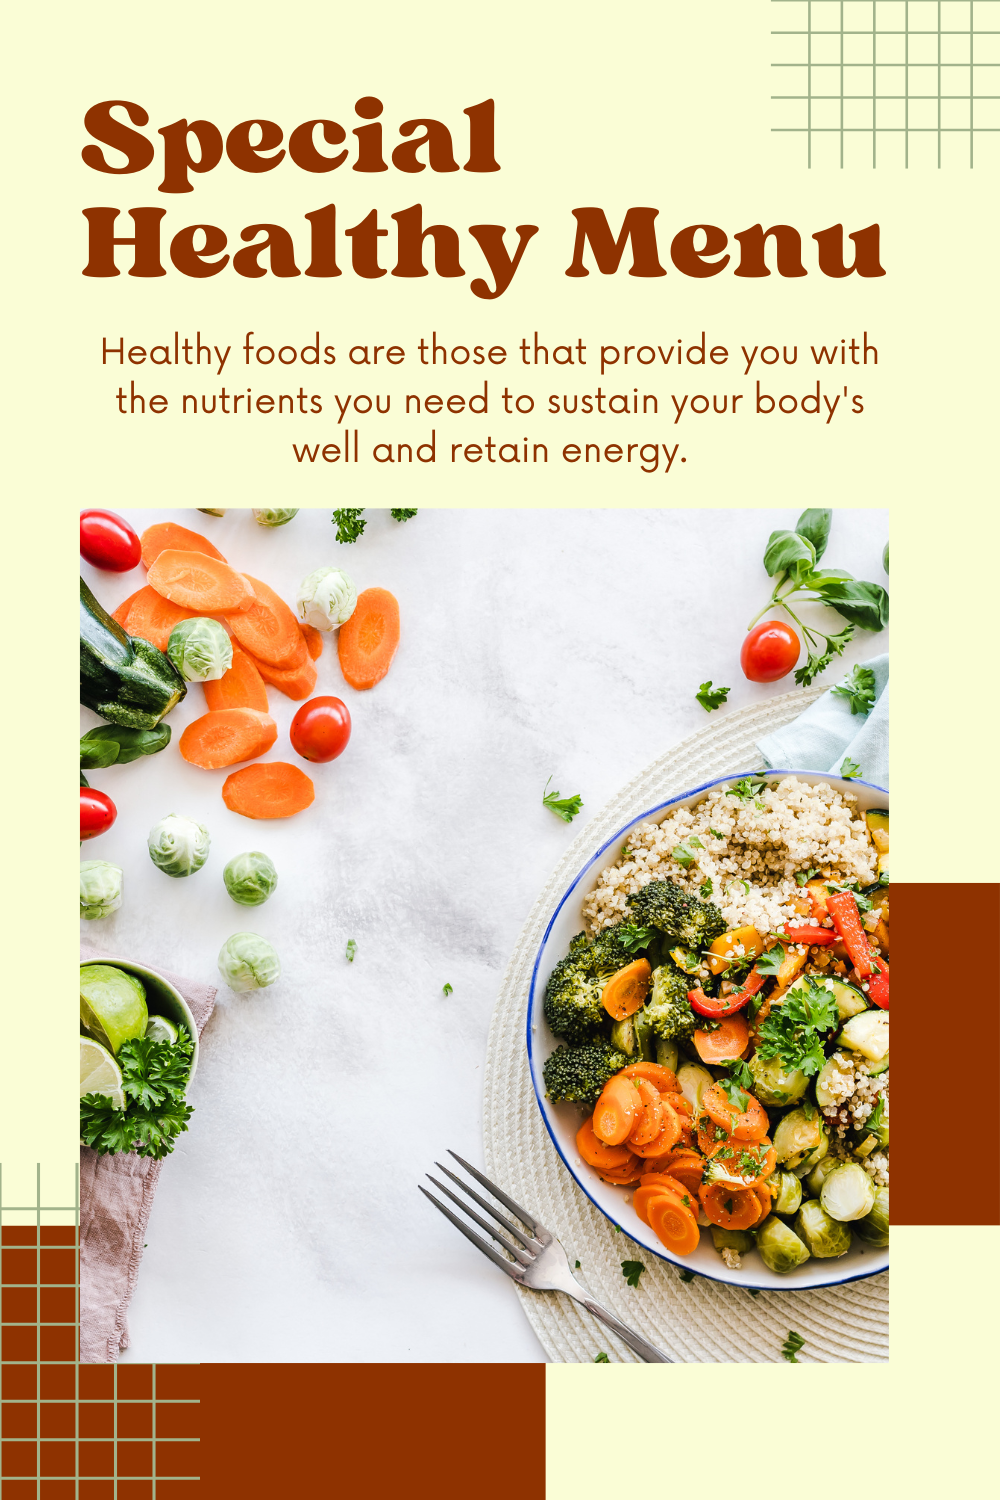 Special
Healthy Menu
Healthy foods are those that provide you with
the nutrients you need to sustain your body's
well and retain energy.